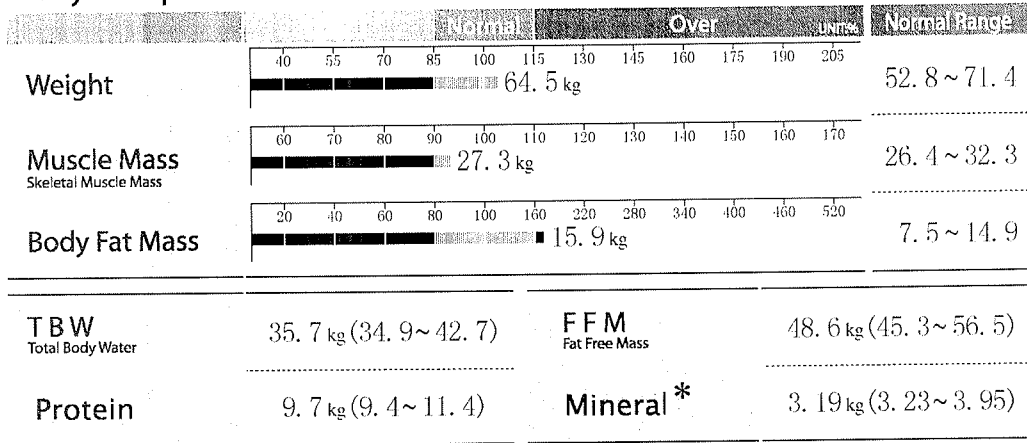 Normal Over UNIT:% Normal Range
40 55 70 85 100 115 130 145 160 175 190 205
Weight 64.5 kg 52.8~71.4
60 70 80 90 100 110 120 130 140 150 160 170
Muscle Mass 27.3 kg 26.4~32.3
Skeletal Muscle Mass
20 40 60 80 100 160 220 280 340 400 460 520
Body Fat Mass 15.9 kg 7.5~14.9
TBW 35.7 kg (34.9~42.7) FFM 48.6 kg (45.3~56.5)
Total Body Water Fat Free Mass
Protein 9.7 kg (9.4~11.4) Mineral* 3.19 kg (3.23~3.95)